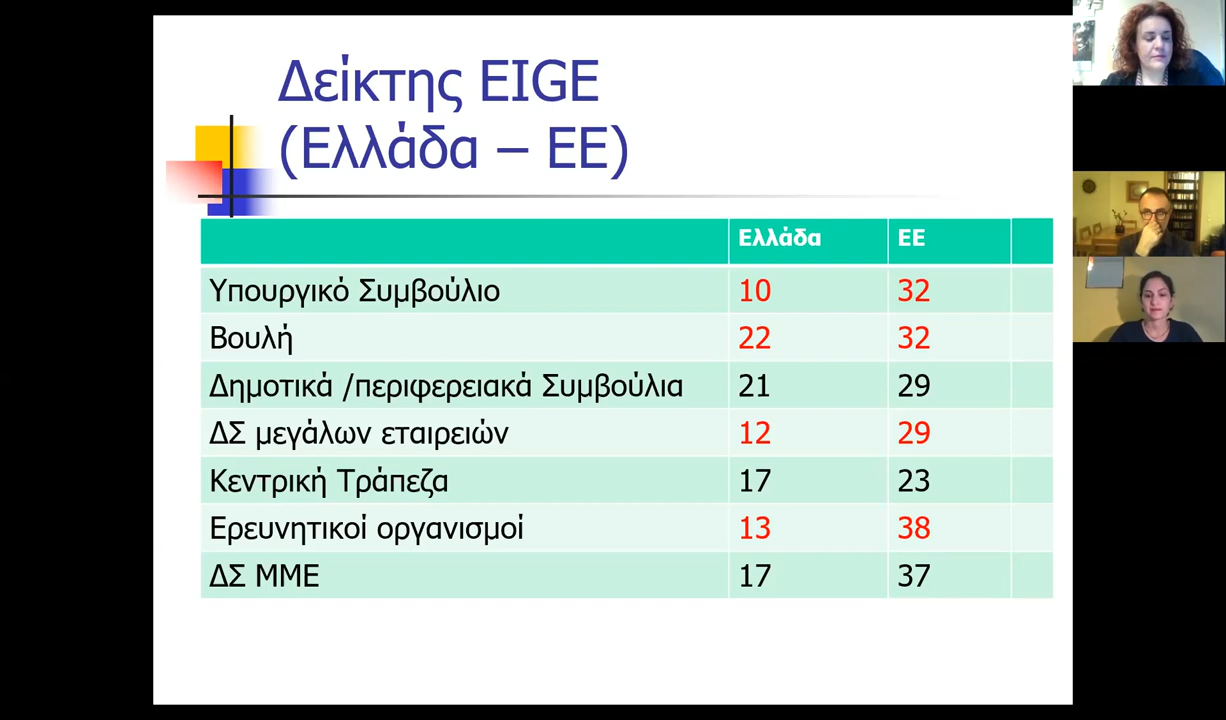 Δείκτης EIGE
(Ελλάδα – ΕΕ)
Ελλάδα ΕΕ
Υπουργικό Συμβούλιο 10 32
Βουλή 22 32
Δημοτικά /περιφερειακά Συμβούλια 21 29
ΔΣ μεγάλων εταιρειών 12 29
Κεντρική Τράπεζα 17 23
Ερευνητικοί οργανισμοί 13 38
ΔΣ ΜΜΕ 17 37